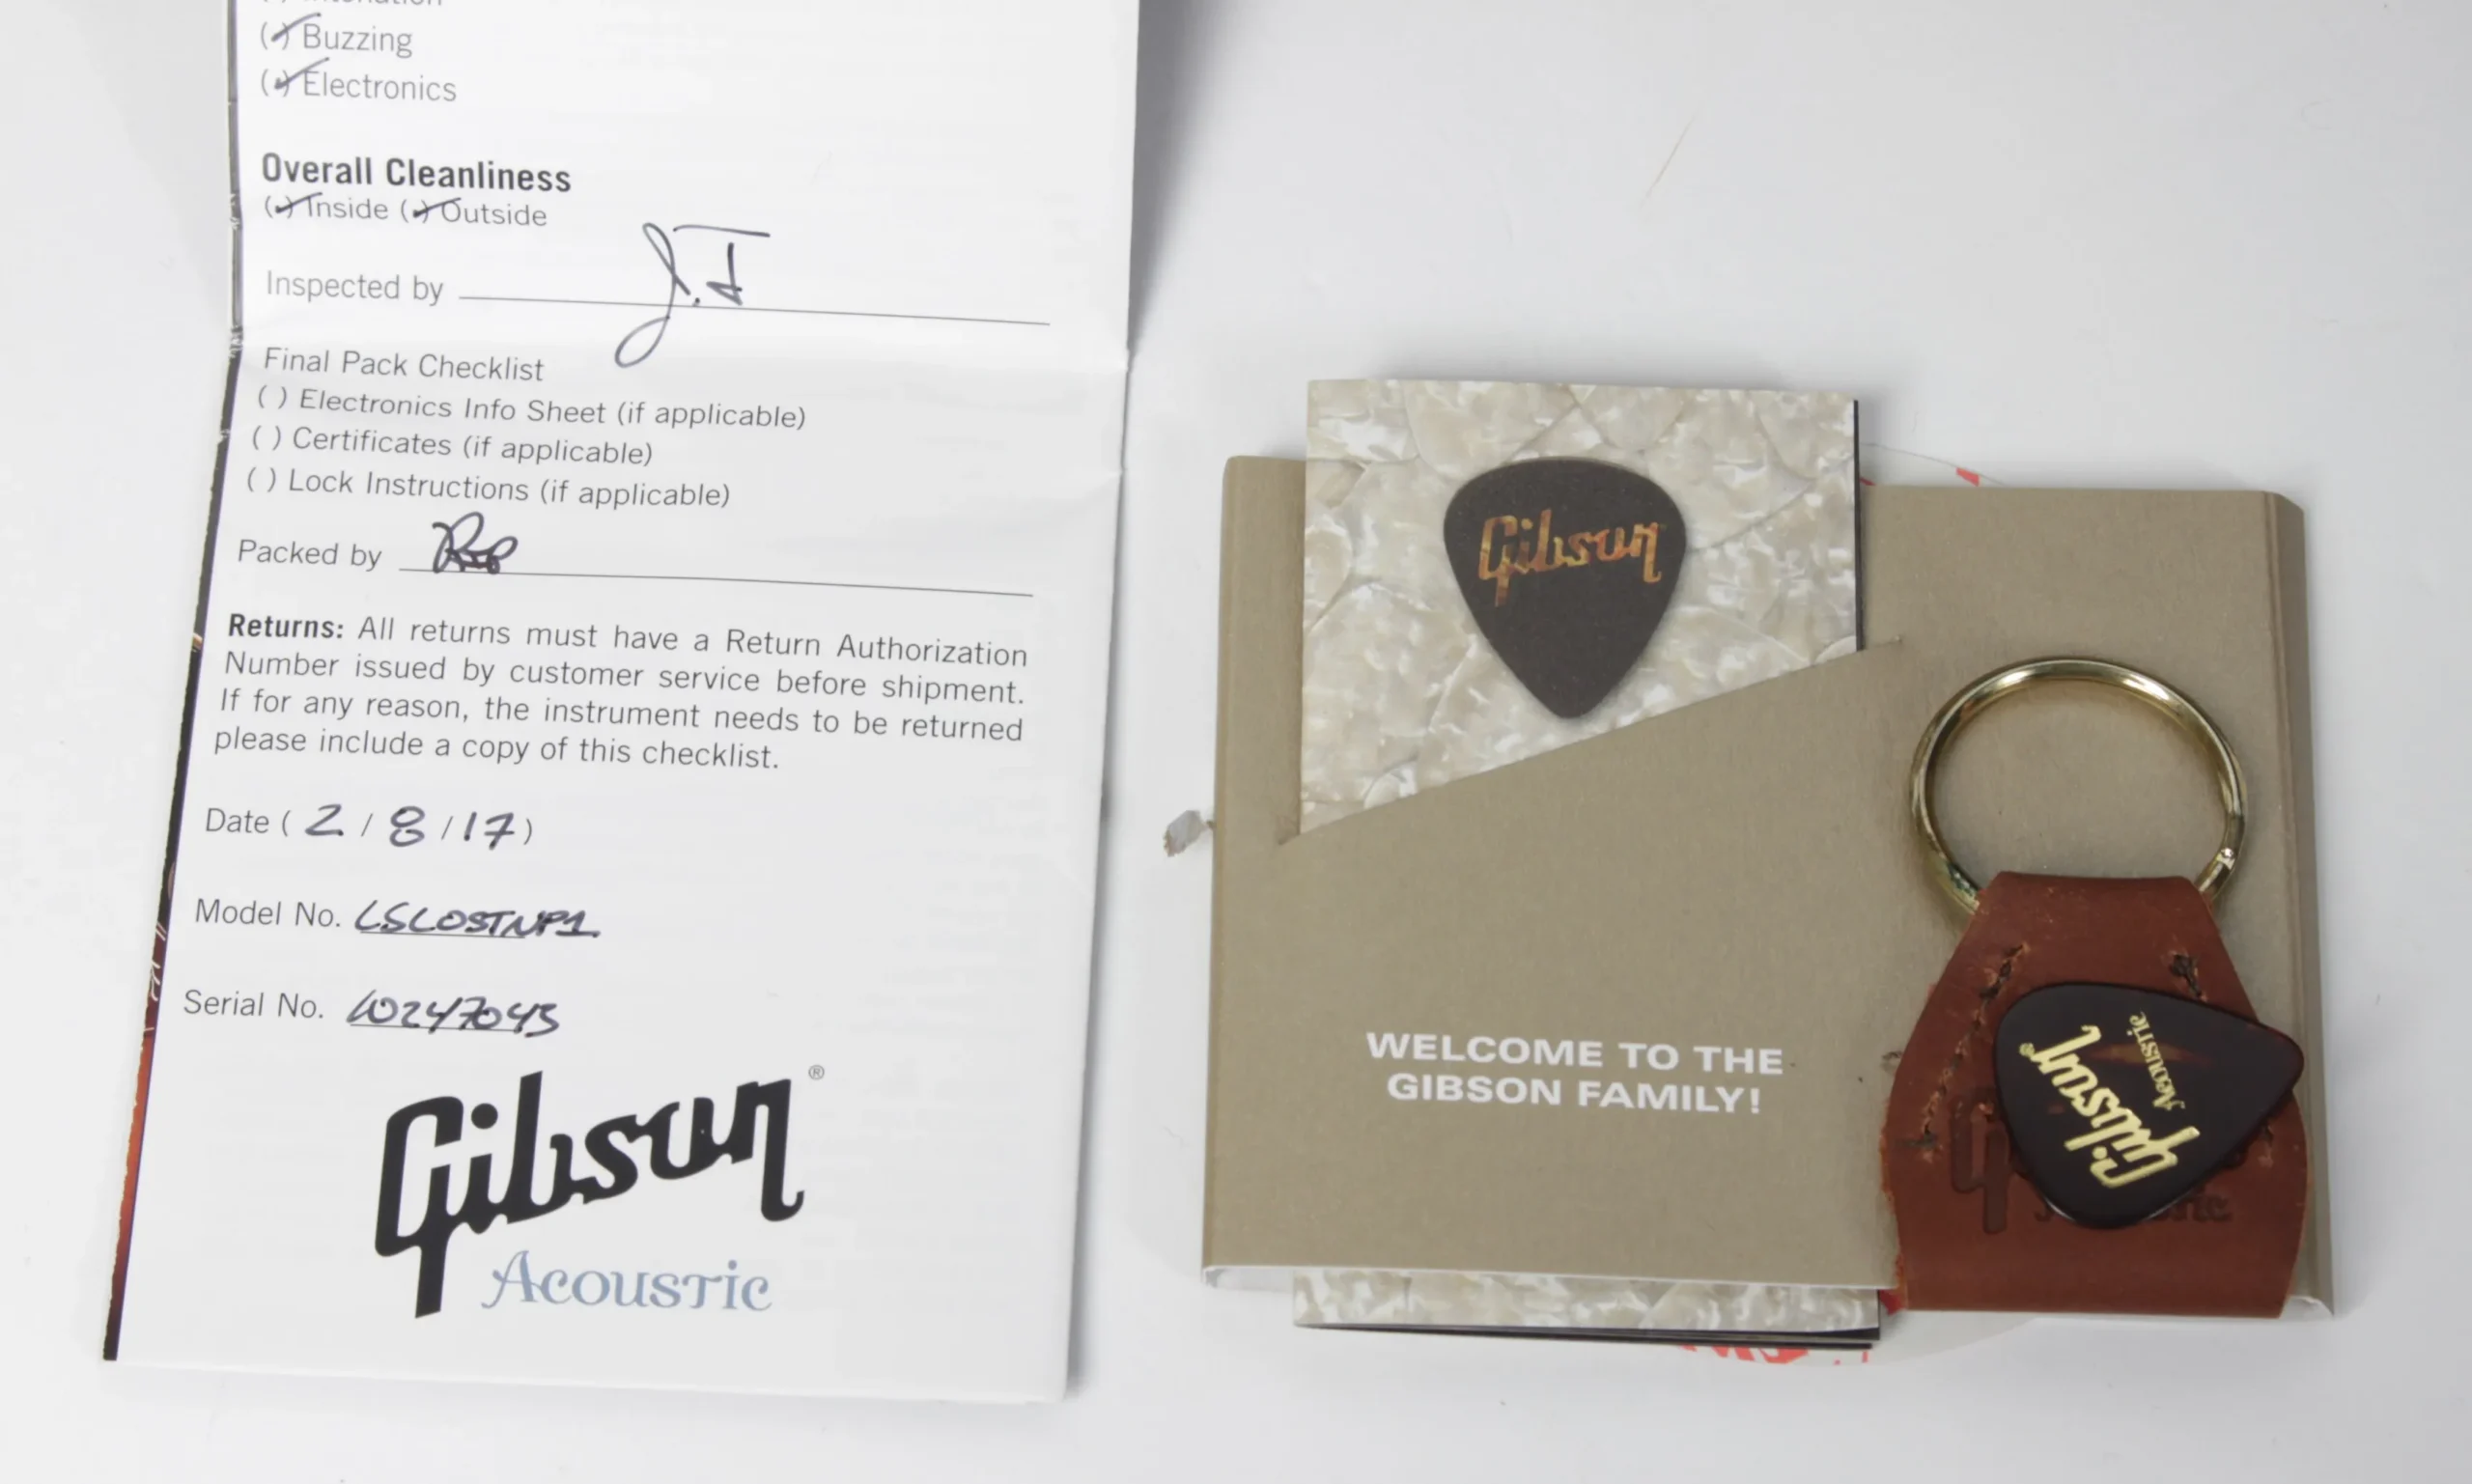 ( ) Intonation
(✓) Buzzing
(✓) Electronics
Overall Cleanliness
(✓) Inside (✓) Outside
Inspected by J.F
Final Pack Checklist
( ) Electronics Info Sheet (if applicable)
( ) Certificates (if applicable)
( ) Lock Instructions (if applicable)
Packed by
Returns: All returns must have a Return Authorization
Number issued by customer service before shipment.
If for any reason, the instrument needs to be returned
please include a copy of this checklist.
Date ( 2 / 8 / 17 )
Model No. LSLOSTNP1
Serial No. 10247043
Gibson ®
Acoustic
Gibson
WELCOME TO THE
GIBSON FAMILY!
Gibson ®
Acoustic